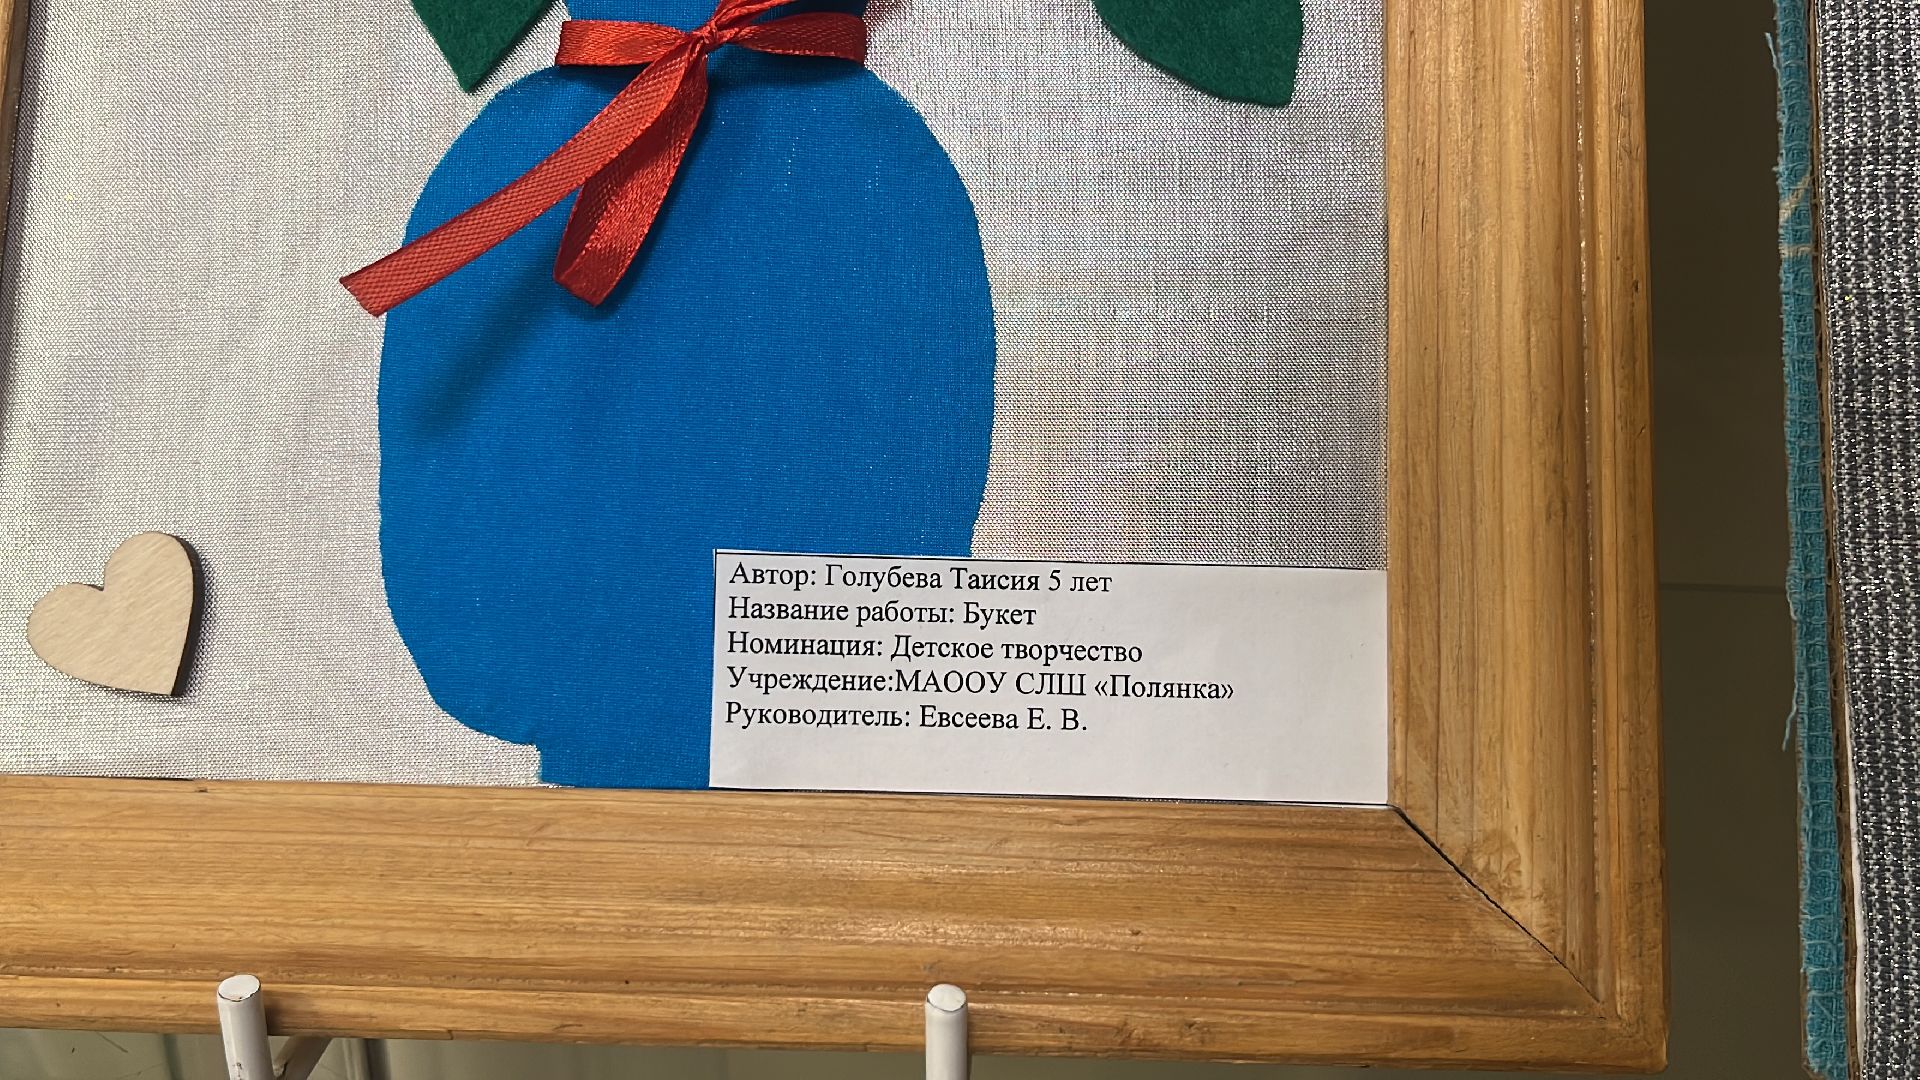 Автор: Голубева Таисия 5 лет
Название работы: Букет
Номинация: Детское творчество
Учреждение:МАООУ СЛШ «Полянка»
Руководитель: Евсеева Е. В.